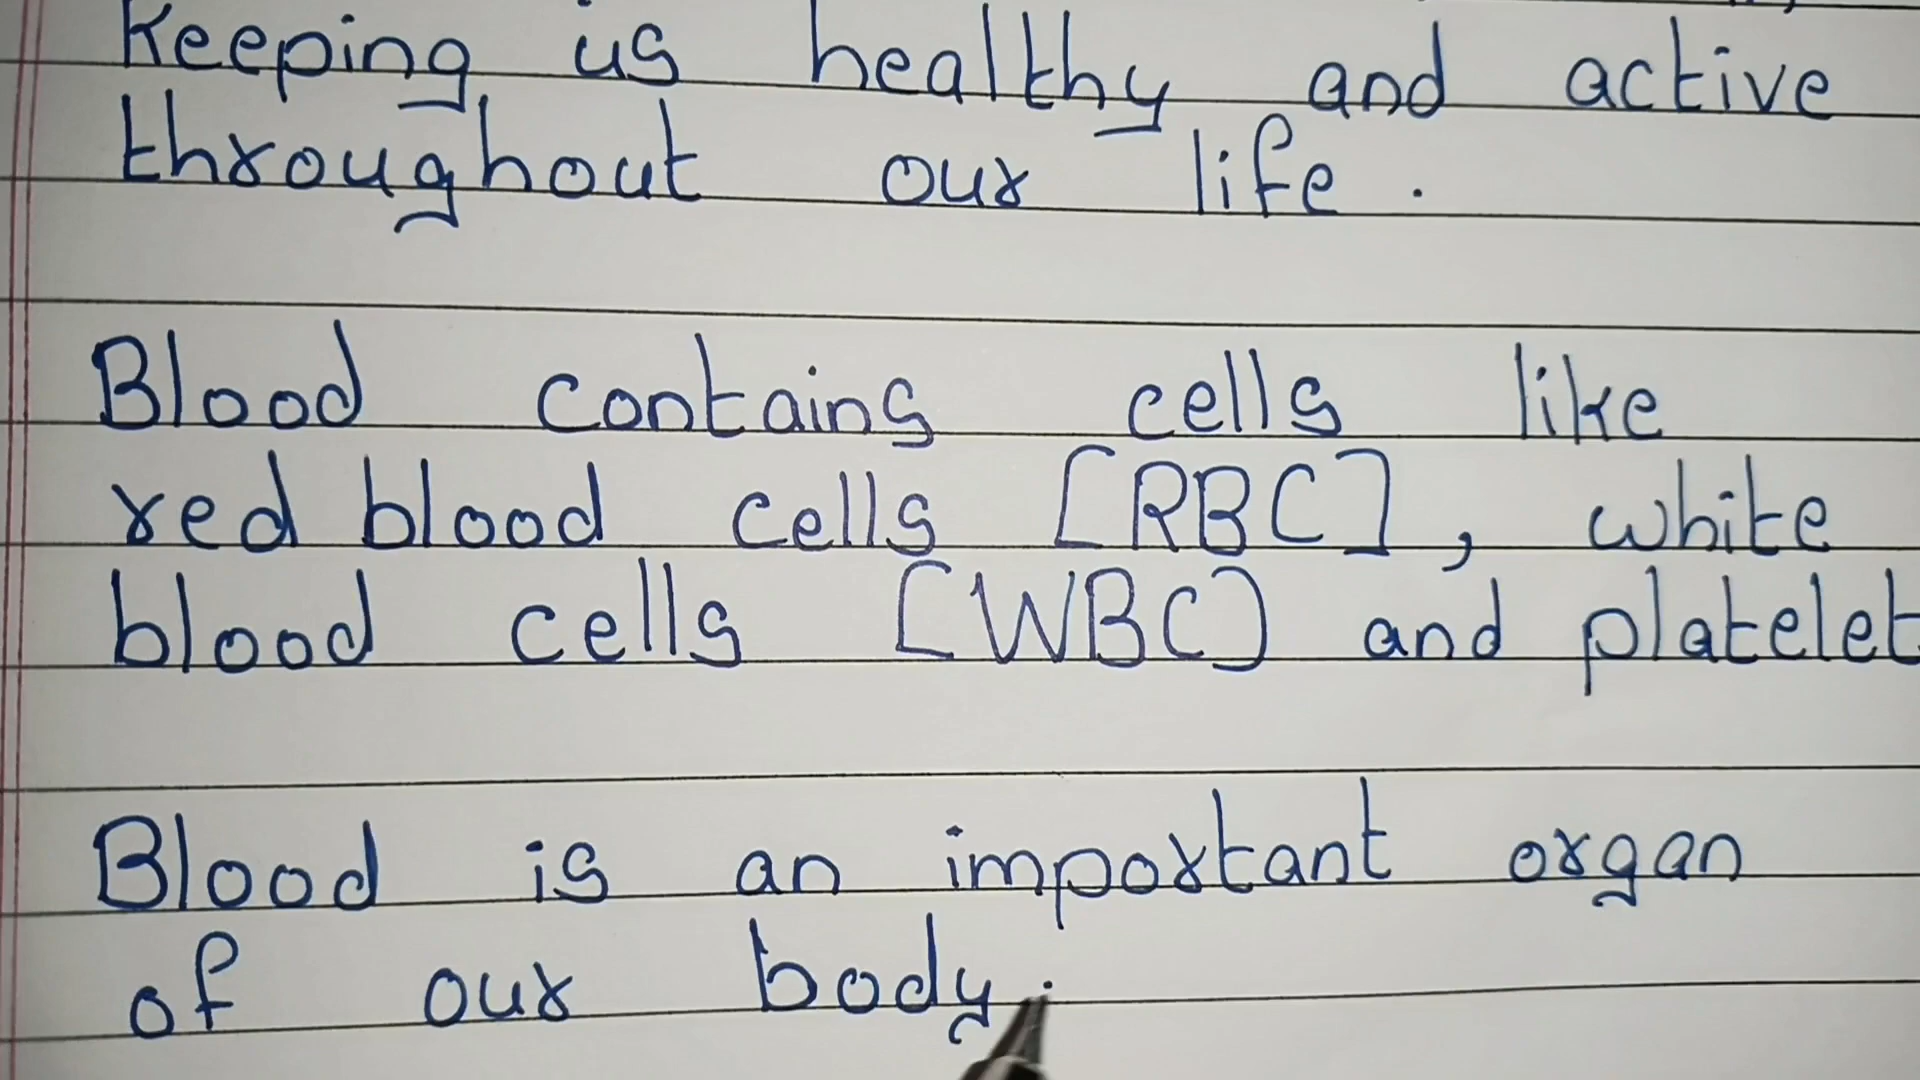 Keeping us healthy and active
throughout our life.
Blood contains cells like
red blood cells [RBC], white
blood cells [WBC] and platelet
Blood is an important organ
of our body.